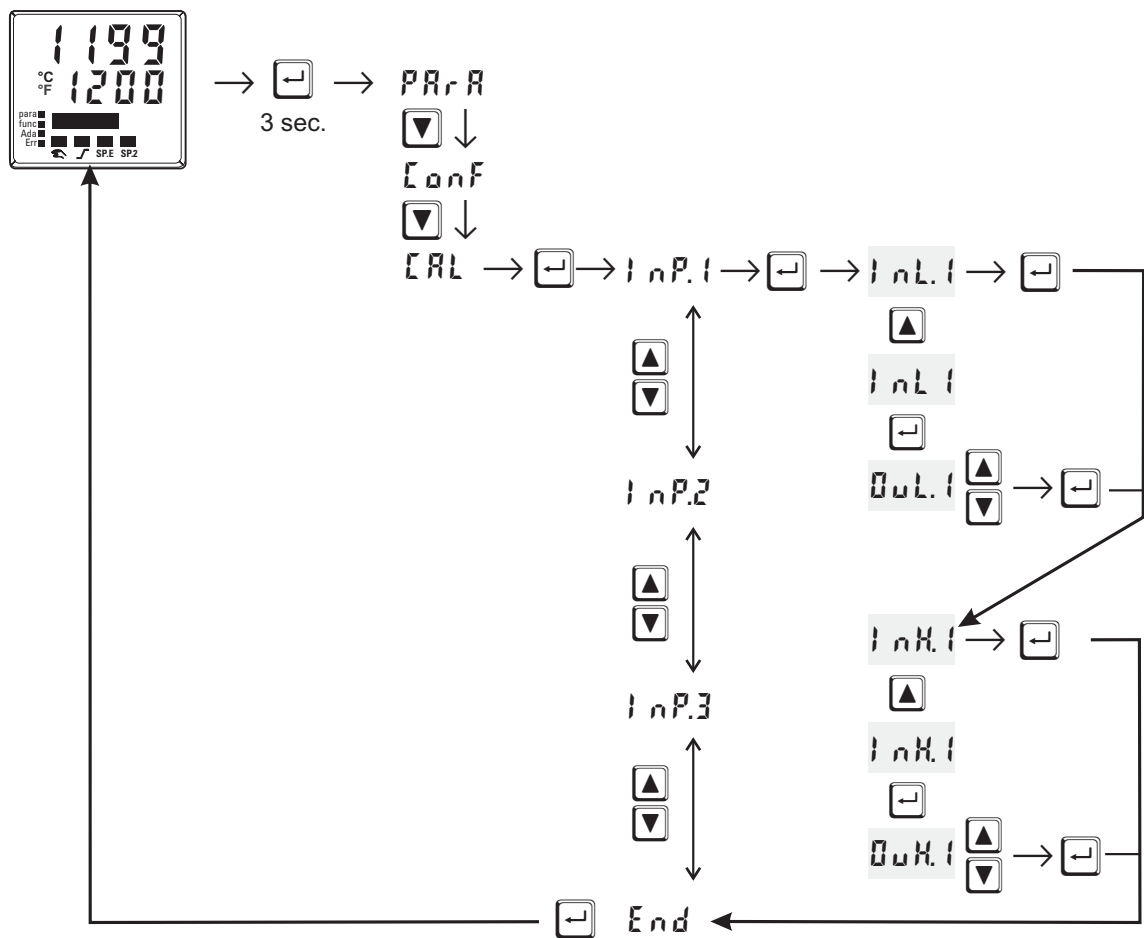 1199
°C
°F
1200
para
func
Ada
Err
SP.E SP.2
3 sec.
PArA
ConF
CAL
InP.1
InL.1
InL1
OuL.1
InP.2
InH.1
InP.3
InH.1
OuH.1
End